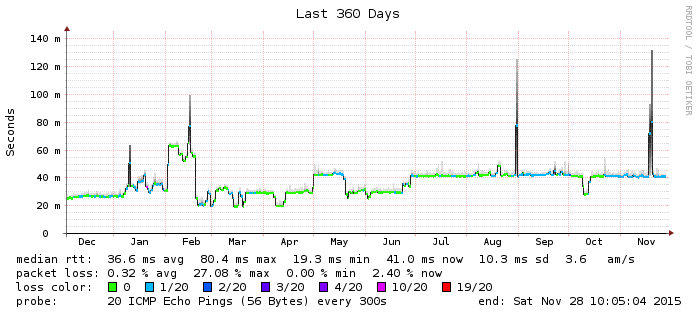 Last 360 Days
RRDTOOL / TOBI OETIKER
Seconds
140 m
120 m
100 m
80 m
60 m
40 m
20 m
0
Dec Jan Feb Mar Apr May Jun Jul Aug Sep Oct Nov
median rtt: 36.6 ms avg 80.4 ms max 19.3 ms min 41.0 ms now 10.3 ms sd 3.6 am/s
packet loss: 0.32 % avg 27.08 % max 0.00 % min 2.40 % now
loss color: 0 1/20 2/20 3/20 4/20 10/20 19/20
probe: 20 ICMP Echo Pings (56 Bytes) every 300s end: Sat Nov 28 10:05:04 2015